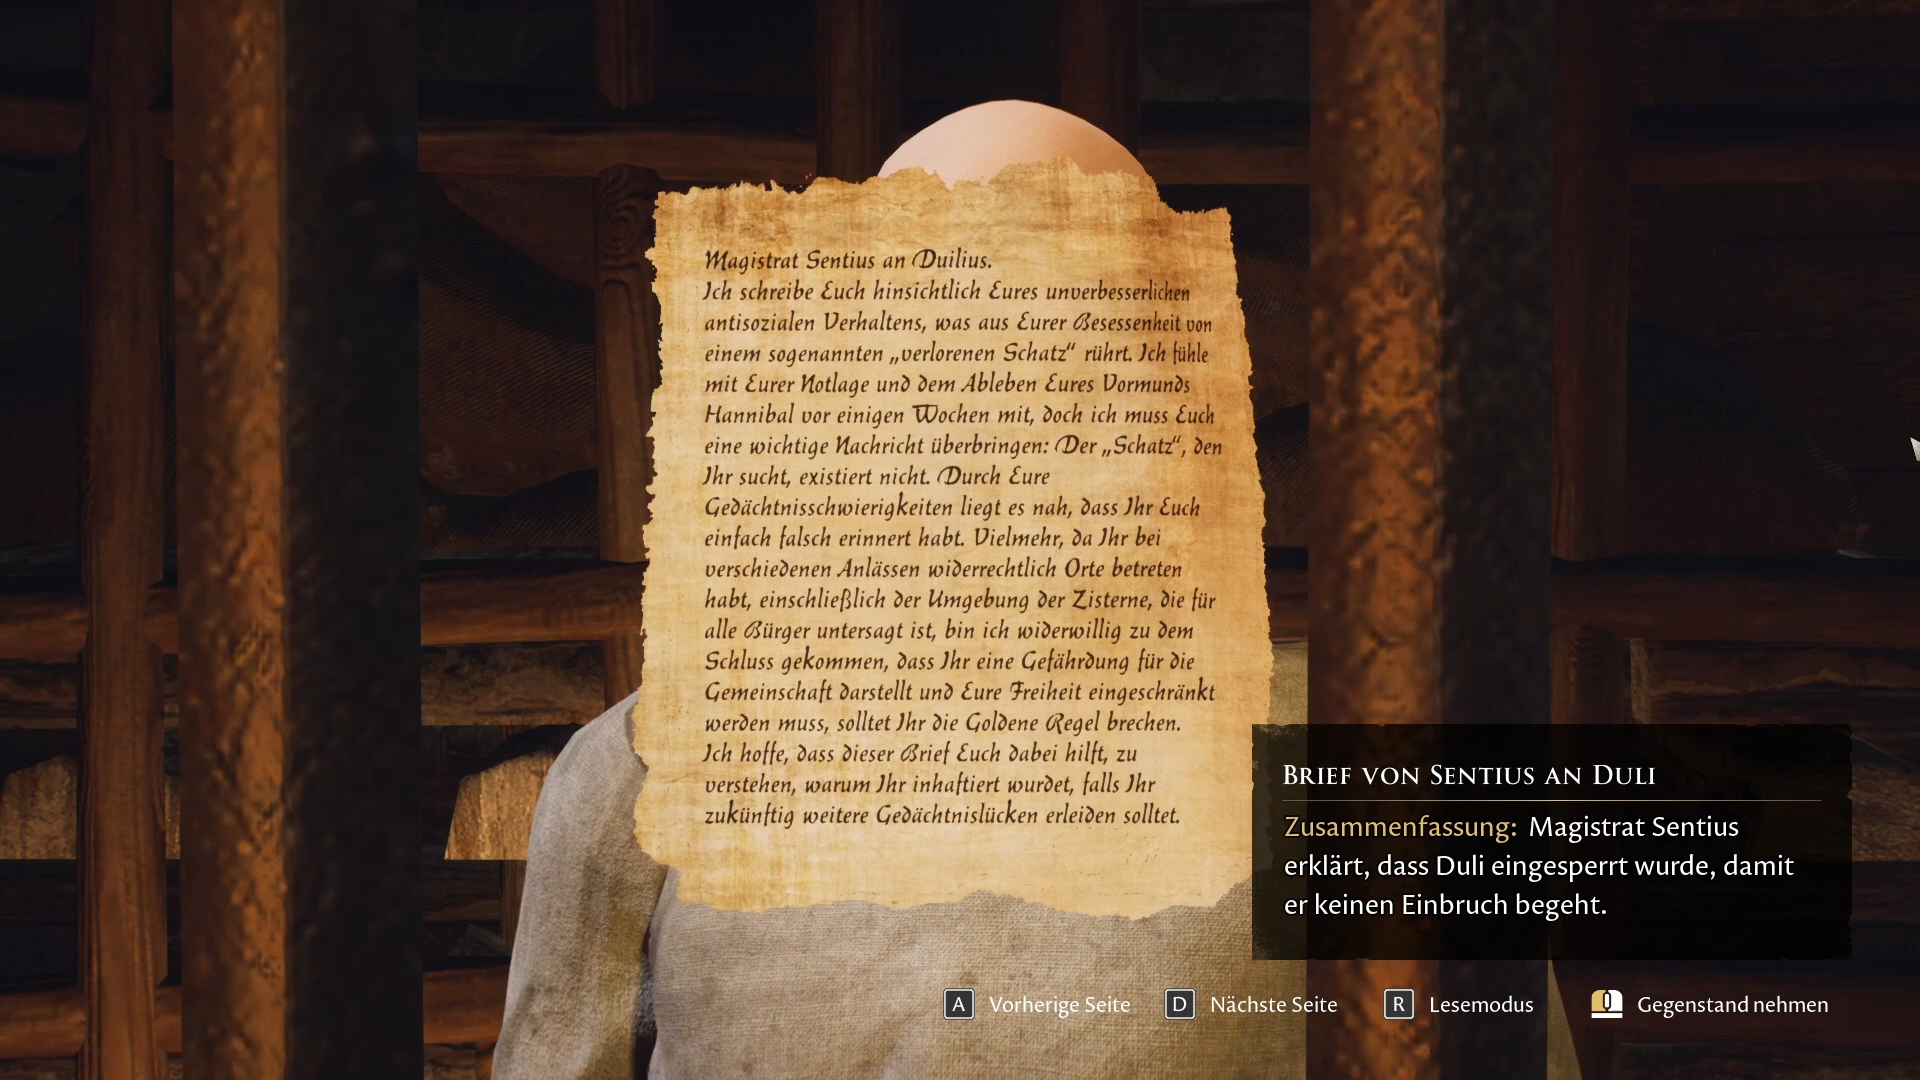 Magistrat Sentius an Duilius.
Ich schreibe Euch hinsichtlich Eures unverbesserlichen
antisozialen Verhaltens, was aus Eurer Besessenheit von
einem sogenannten „verlorenen Schatz“ rührt. Ich fühle
mit Eurer Notlage und dem Ableben Eures Vormunds
Hannibal vor einigen Wochen mit, doch ich muss Euch
eine wichtige Nachricht überbringen: Der „Schatz“, den
Ihr sucht, existiert nicht. Durch Eure
Gedächtnisschwierigkeiten liegt es nah, dass Ihr Euch
einfach falsch erinnert habt. Vielmehr, da Ihr bei
verschiedenen Anlässen widerrechtlich Orte betreten
habt, einschließlich der Umgebung der Zisterne, die für
alle Bürger untersagt ist, bin ich widerwillig zu dem
Schluss gekommen, dass Ihr eine Gefährdung für die
Gemeinschaft darstellt und Eure Freiheit eingeschränkt
werden muss, solltet Ihr die Goldene Regel brechen.
Ich hoffe, dass dieser Brief Euch dabei hilft, zu
verstehen, warum Ihr inhaftiert wurdet, falls Ihr
zukünftig weitere Gedächtnislücken erleiden solltet.
Brief von Sentius an Duli
Zusammenfassung: Magistrat Sentius
erklärt, dass Duli eingesperrt wurde, damit
er keinen Einbruch begeht.
A Vorherige Seite D Nächste Seite R Lesemodus Gegenstand nehmen